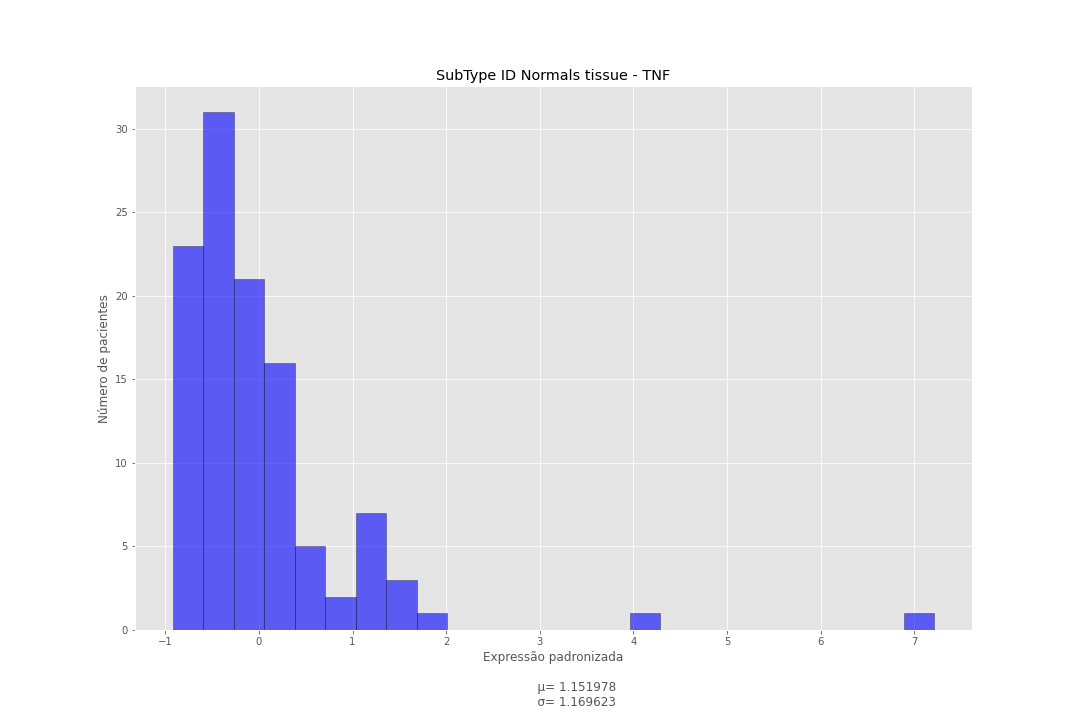 SubType ID Normals tissue - TNF
30
25
20
15
10
5
0
Número de pacientes
−1 0 1 2 3 4 5 6 7
Expressão padronizada
μ= 1.151978
σ= 1.169623